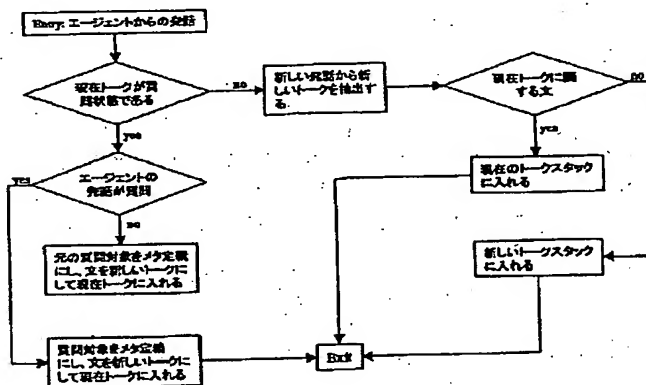 Entry: エージェントからの発話
現在トークが質
問状態である
no
新しい発話から新
しいトークを抽出す
る
現在トークに関
する文
no
yes
yes
エージェントの
発話が質問
yes
no
現在のトークスタック
に入れる
元の質問対象をメタ定義
にし、文を新しいトークに
して現在トークに入れる
新しいトークスタック
に入れる
質問対象をメタ定義
にし、文を新しいトークに
して現在トークに入れる
Exit